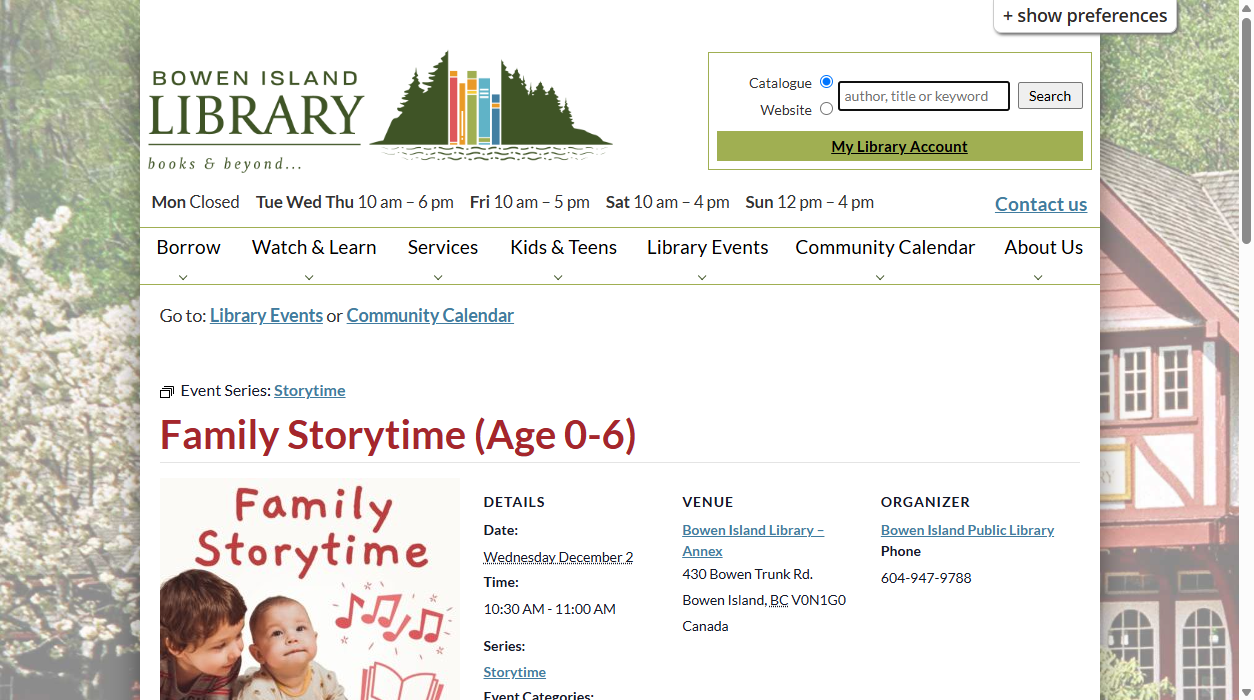 + show preferences
BOWEN ISLAND
LIBRARY
books & beyond...
Catalogue
author, title or keyword
Search
Website
My Library Account
Mon Closed Tue Wed Thu 10 am – 6 pm Fri 10 am – 5 pm Sat 10 am – 4 pm Sun 12 pm – 4 pm
Contact us
Borrow Watch & Learn Services Kids & Teens Library Events Community Calendar About Us
Go to: Library Events or Community Calendar
Event Series: Storytime
Family Storytime (Age 0-6)
Family
Storytime
DETAILS
Date:
Wednesday December 2
Time:
10:30 AM - 11:00 AM
Series:
Storytime
Event Categories:
VENUE
Bowen Island Library –
Annex
430 Bowen Trunk Rd.
Bowen Island, BC V0N1G0
Canada
ORGANIZER
Bowen Island Public Library
Phone
604-947-9788